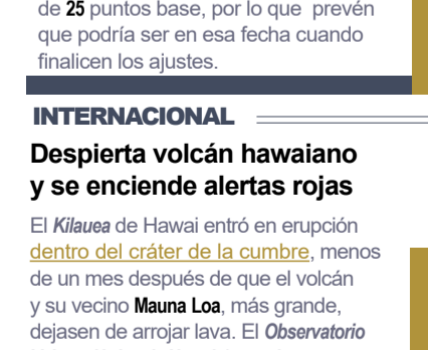 de 25 puntos base, por lo que prevén
que podría ser en esa fecha cuando
finalicen los ajustes.
INTERNACIONAL
Despierta volcán hawaiano
y se enciende alertas rojas
El Kilauea de Hawai entró en erupción
dentro del cráter de la cumbre, menos
de un mes después de que el volcán
y su vecino Mauna Loa, más grande,
dejasen de arrojar lava. El Observatorio